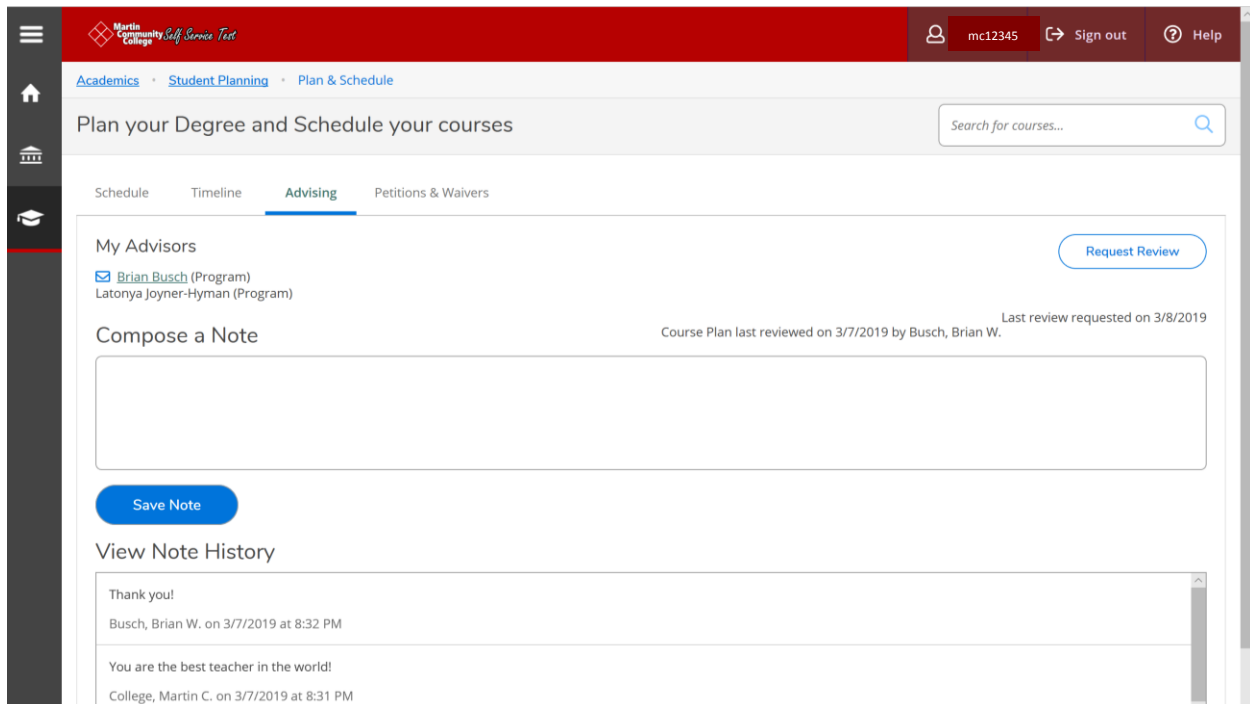 Martin
Community
College
Self Service Test
mc12345
Sign out
Help
Academics · Student Planning · Plan & Schedule
Plan your Degree and Schedule your courses
Search for courses...
Schedule Timeline Advising Petitions & Waivers
My Advisors
Request Review
Brian Busch (Program)
Latonya Joyner-Hyman (Program)
Last review requested on 3/8/2019
Compose a Note
Course Plan last reviewed on 3/7/2019 by Busch, Brian W.
Save Note
View Note History
Thank you!
Busch, Brian W. on 3/7/2019 at 8:32 PM
You are the best teacher in the world!
College, Martin C. on 3/7/2019 at 8:31 PM